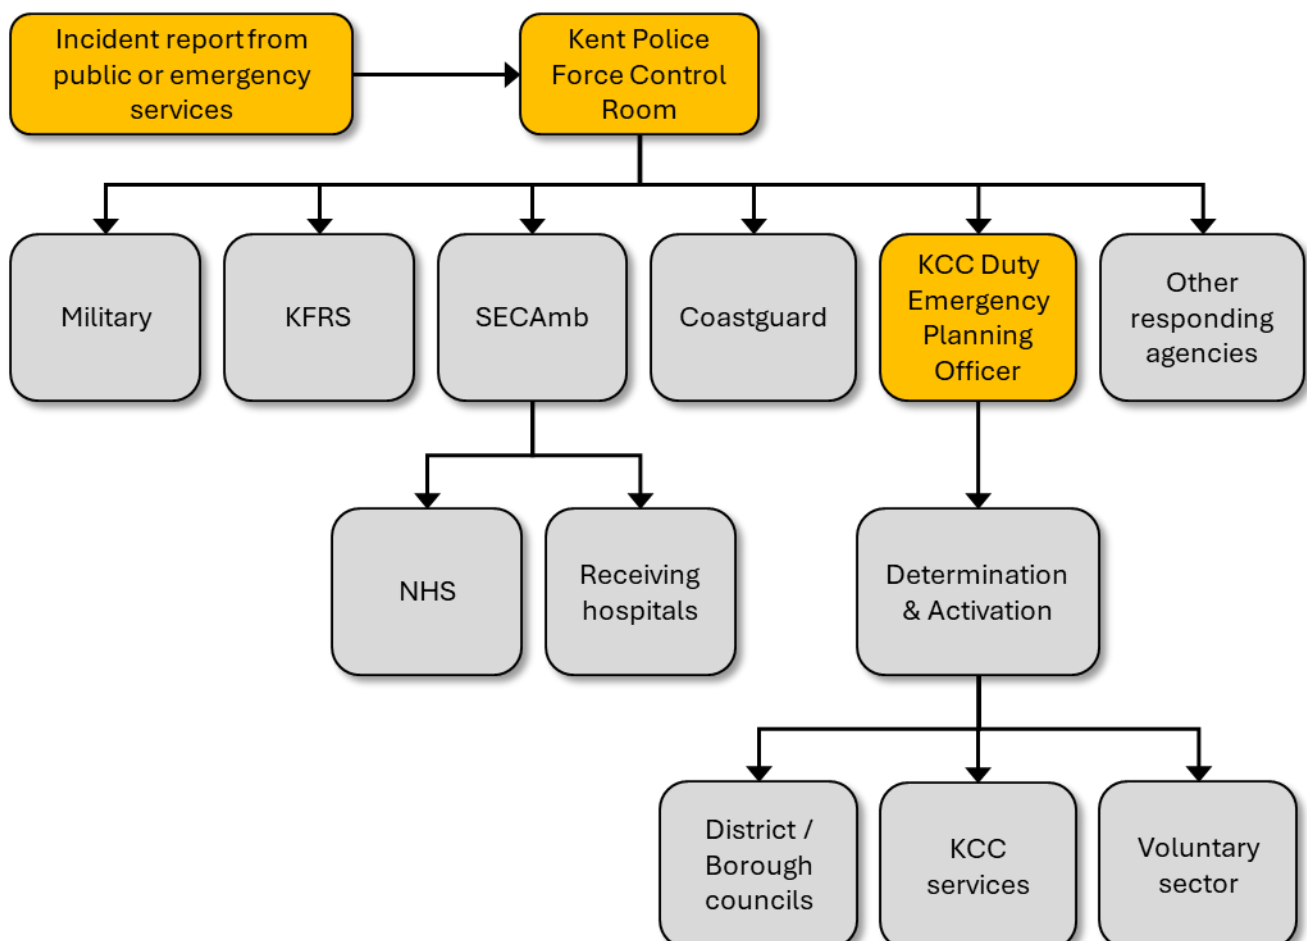 Incident report from
public or emergency
services
Kent Police
Force Control
Room
Military
KFRS
SECAmb
Coastguard
KCC Duty
Emergency
Planning
Officer
Other
responding
agencies
NHS
Receiving
hospitals
Determination
& Activation
District /
Borough
councils
KCC
services
Voluntary
sector